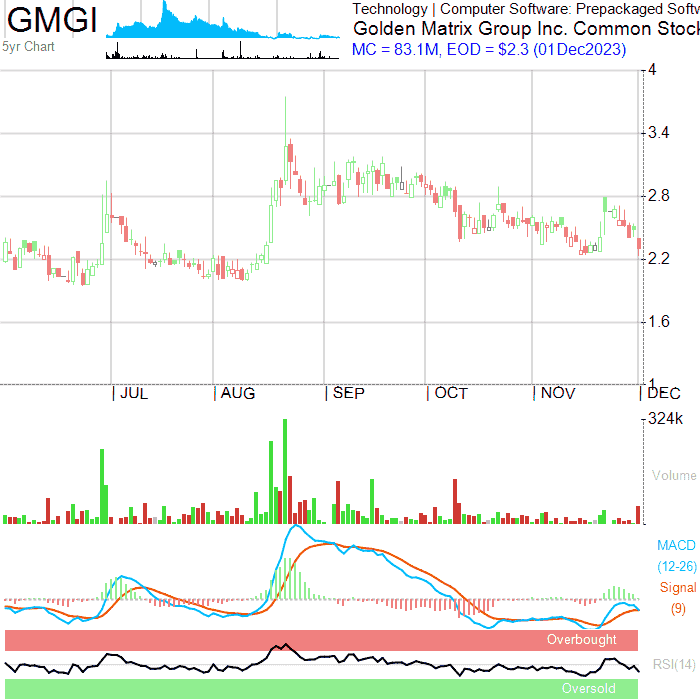 GMGI
5yr Chart
Technology | Computer Software: Prepackaged Softw
Golden Matrix Group Inc. Common Stock
MC = 83.1M, EOD = $2.3 (01Dec2023)
4
3.4
2.8
2.2
1.6
1
JUL
AUG
SEP
OCT
NOV
DEC
324k
Volume
MACD
(12-26)
Signal
(9)
Overbought
RSI(14)
Oversold